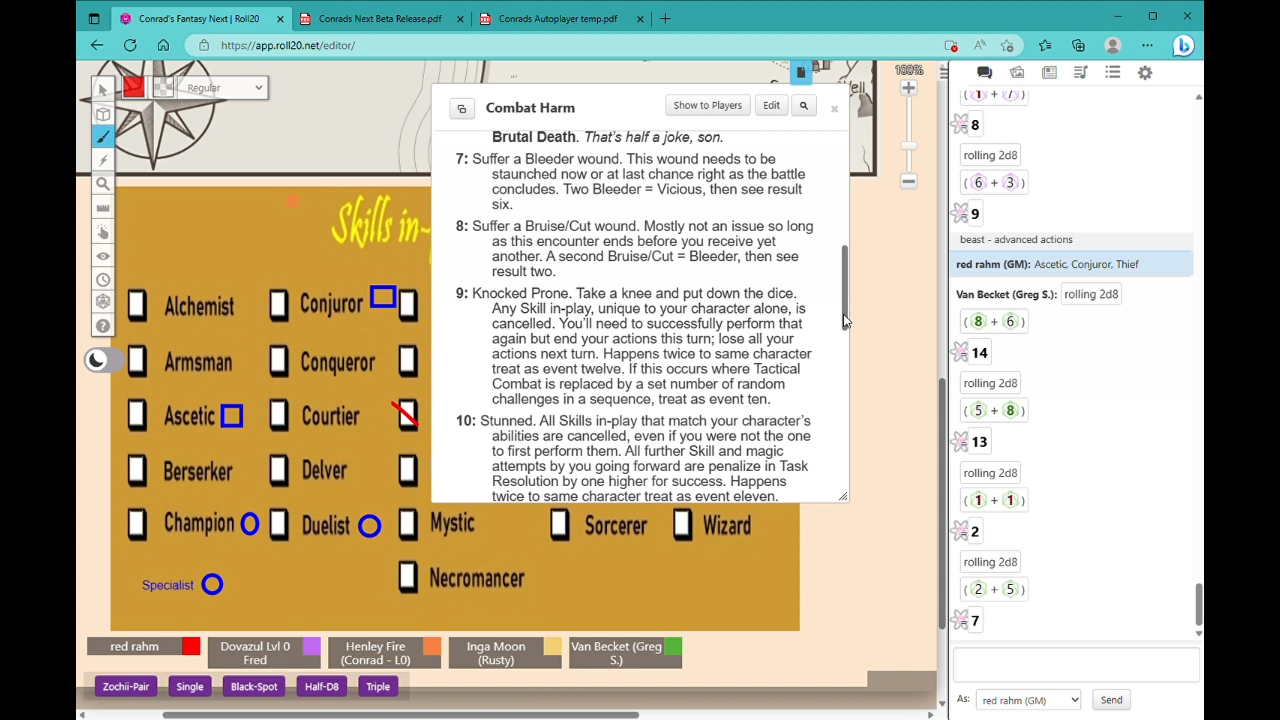 Conrad's Fantasy Next | Roll20
Conrads Next Beta Release.pdf
Conrads Autoplayer temp.pdf
https://app.roll20.net/editor/
Regular
100%
Well
Skills in-
Combat Harm
Show to Players
Edit
Brutal Death. That's half a joke, son.
7: Suffer a Bleeder wound. This wound needs to be
staunched now or at last chance right as the battle
concludes. Two Bleeder = Vicious, then see result
six.
8: Suffer a Bruise/Cut wound. Mostly not an issue so long
as this encounter ends before you receive yet
another. A second Bruise/Cut = Bleeder, then see
result two.
9: Knocked Prone. Take a knee and put down the dice.
Any Skill in-play, unique to your character alone, is
cancelled. You'll need to successfully perform that
again but end your actions this turn; lose all your
actions next turn. Happens twice to same character
treat as event twelve. If this occurs where Tactical
Combat is replaced by a set number of random
challenges in a sequence, treat as event ten.
10: Stunned. All Skills in-play that match your character's
abilities are cancelled, even if you were not the one
to first perform them. All further Skill and magic
attempts by you going forward are penalize in Task
Resolution by one higher for success. Happens
twice to same character treat as event eleven.
Alchemist
Conjuror
Armsman
Conqueror
Ascetic
Courtier
Berserker
Delver
Champion
Duelist
Mystic
Sorcerer
Wizard
Specialist
Necromancer
red rahm
Dovazul Lvl 0
Fred
Henley Fire
(Conrad - L0)
Inga Moon
(Rusty)
Van Becket (Greg
S.)
Zochii-Pair
Single
Black-Spot
Half-D8
Triple
(1 + 7)
= 8
rolling 2d8
(6 + 3)
= 9
beast - advanced actions
red rahm (GM): Ascetic, Conjuror, Thief
Van Becket (Greg S.): rolling 2d8
(8 + 6)
= 14
rolling 2d8
(5 + 8)
= 13
rolling 2d8
(1 + 1)
= 2
rolling 2d8
(2 + 5)
= 7
As:
red rahm (GM)
Send